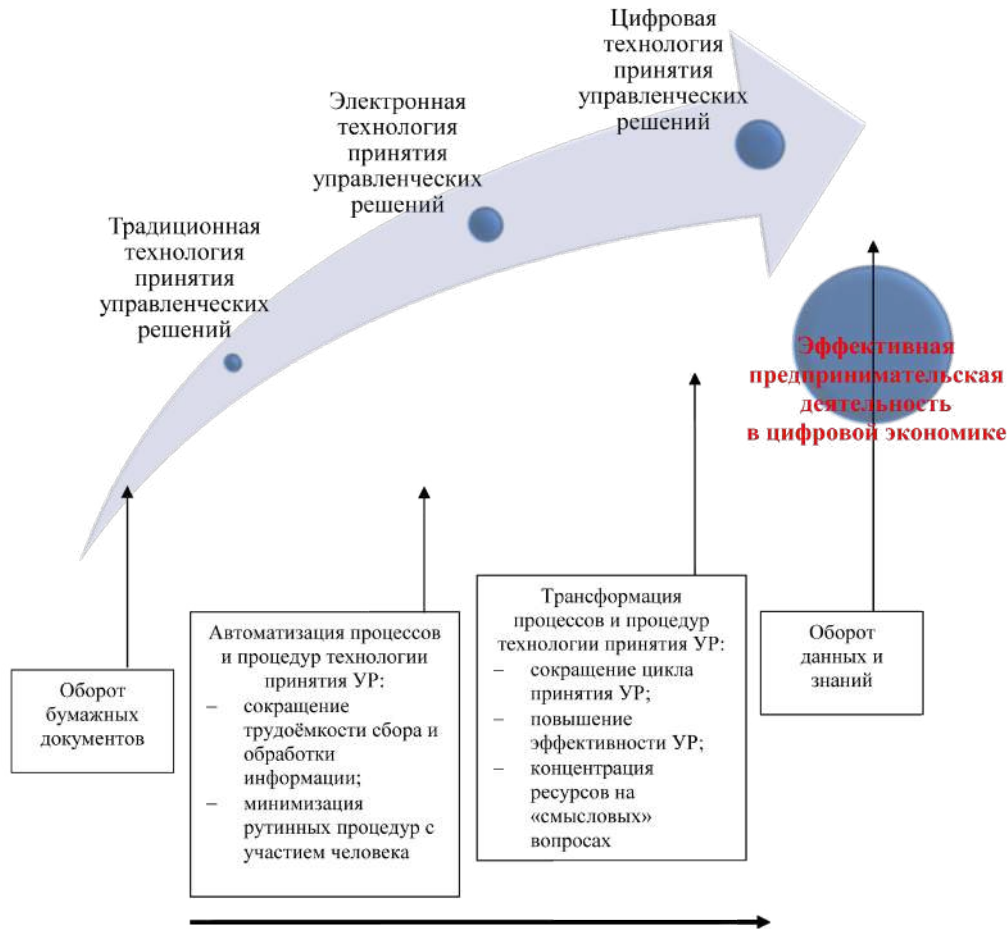 Цифровая
технология
принятия
управленческих
решений
Электронная
технология
принятия
управленческих
решений
Традиционная
технология
принятия
управленческих
решений
Эффективная
предпринимательская
деятельность
в цифровой экономике
Оборот
бумажных
документов
Автоматизация процессов
и процедур технологии
принятия УР:
– сокращение
трудоёмкости сбора и
обработки
информации;
– минимизация
рутинных процедур с
участием человека
Трансформация
процессов и процедур
технологии принятия УР:
– сокращение цикла
принятия УР;
– повышение
эффективности УР;
– концентрация
ресурсов на
«смысловых»
вопросах
Оборот
данных и
знаний